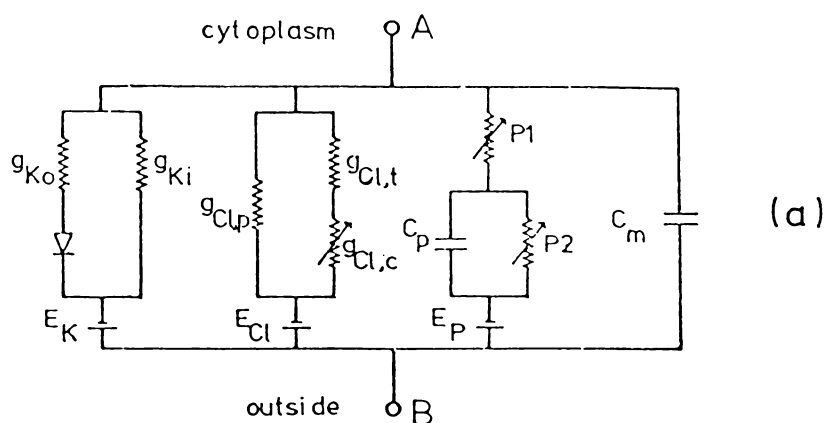 cytoplasm
A
g_Ko
g_Ki
g_Cl,p
g_Cl,t
g_Cl,c
P1
C_p
P2
C_m
(a)
E_K
E_Cl
E_P
outside
B